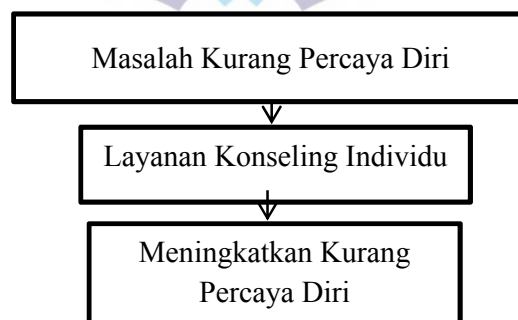 Masalah Kurang Percaya Diri
Layanan Konseling Individu
Meningkatkan Kurang
Percaya Diri